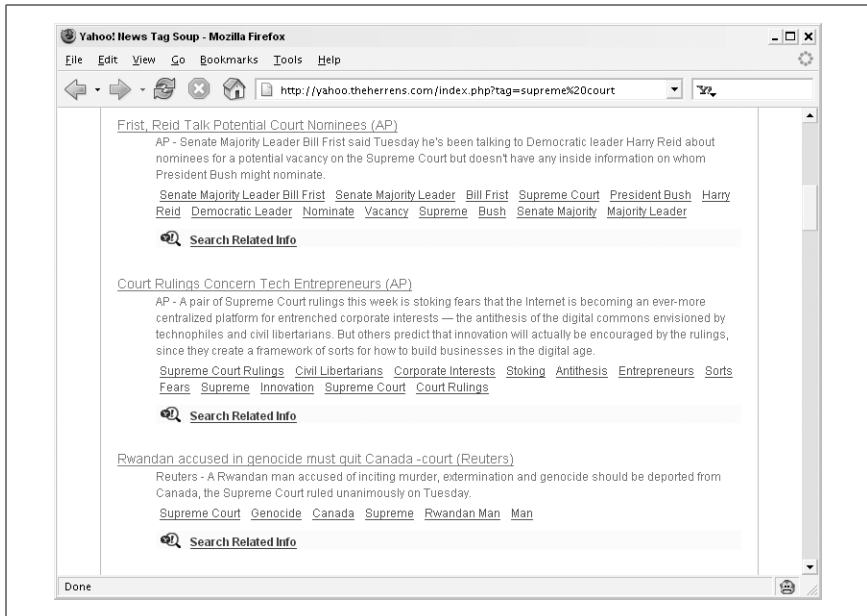 Yahoo! News Tag Soup - Mozilla Firefox
File Edit View Go Bookmarks Tools Help
http://yahoo.theherrens.com/index.php?tag=supreme%20court
Y?
Frist, Reid Talk Potential Court Nominees (AP)
AP - Senate Majority Leader Bill Frist said Tuesday he's been talking to Democratic leader Harry Reid about
nominees for a potential vacancy on the Supreme Court but doesn't have any inside information on whom
President Bush might nominate.
Senate Majority Leader Bill Frist Senate Majority Leader Bill Frist Supreme Court President Bush Harry
Reid Democratic Leader Nominate Vacancy Supreme Bush Senate Majority Majority Leader
Search Related Info
Court Rulings Concern Tech Entrepreneurs (AP)
AP - A pair of Supreme Court rulings this week is stoking fears that the Internet is becoming an ever-more
centralized platform for entrenched corporate interests — the antithesis of the digital commons envisioned by
technophiles and civil libertarians. But others predict that innovation will actually be encouraged by the rulings,
since they create a framework of sorts for how to build businesses in the digital age.
Supreme Court Rulings Civil Libertarians Corporate Interests Stoking Antithesis Entrepreneurs Sorts
Fears Supreme Innovation Supreme Court Court Rulings
Search Related Info
Rwandan accused in genocide must quit Canada -court (Reuters)
Reuters - A Rwandan man accused of inciting murder, extermination and genocide should be deported from
Canada, the Supreme Court ruled unanimously on Tuesday.
Supreme Court Genocide Canada Supreme Rwandan Man Man
Search Related Info
Done